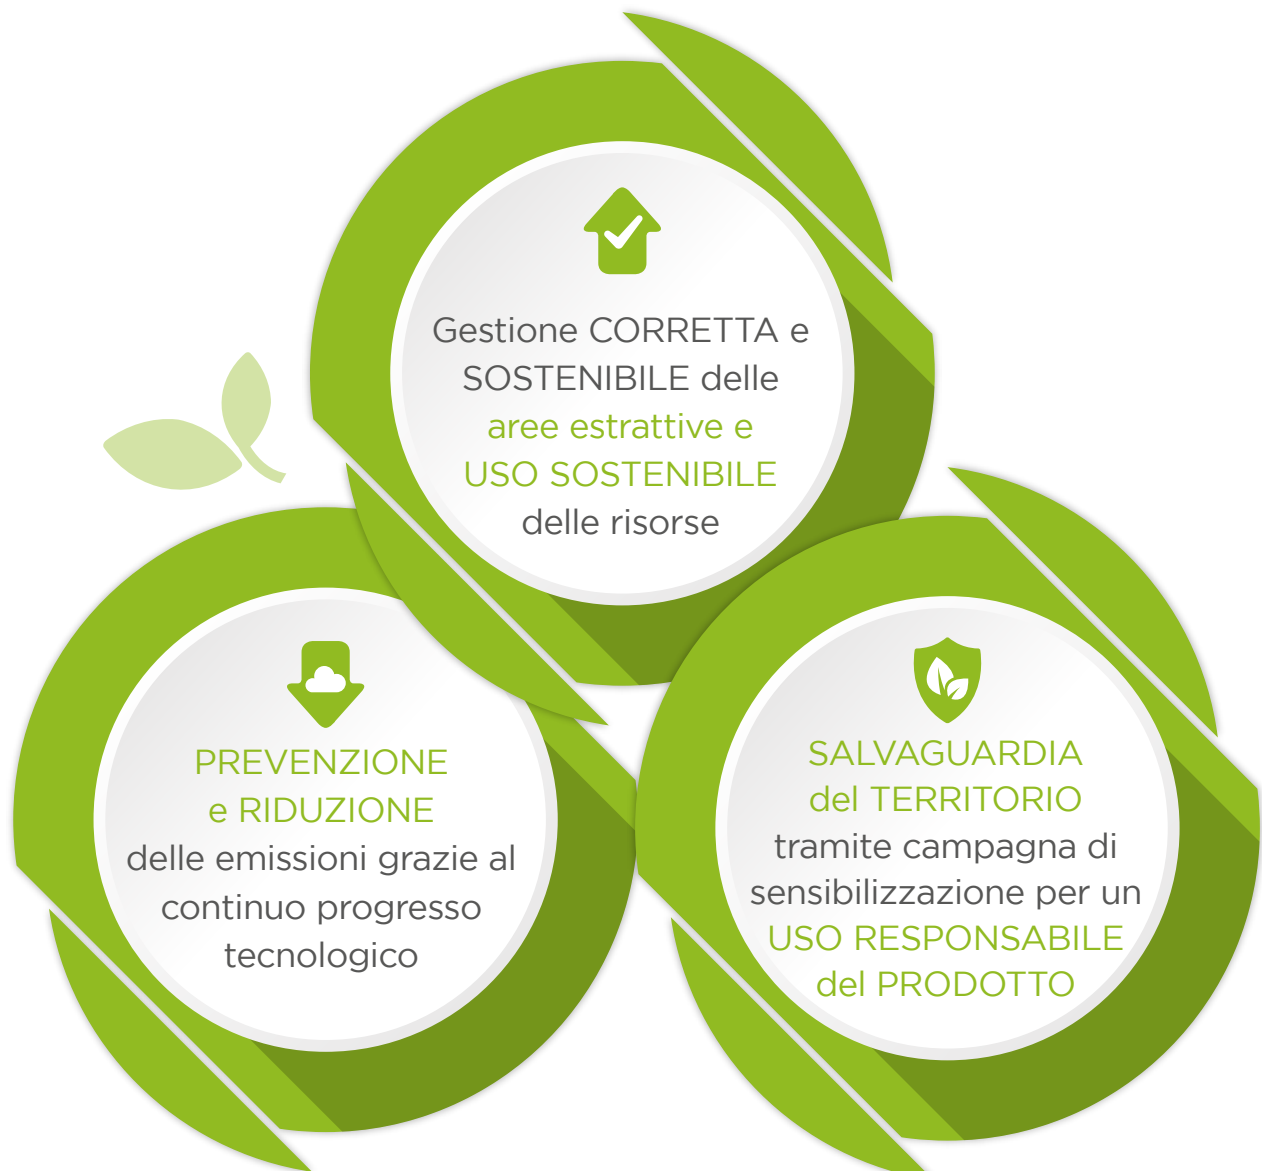 Gestione CORRETTA e
SOSTENIBILE delle
aree estrattive e
USO SOSTENIBILE
delle risorse
PREVENZIONE
e RIDUZIONE
delle emissioni grazie al
continuo progresso
tecnologico
SALVAGUARDIA
del TERRITORIO
tramite campagna di
sensibilizzazione per un
USO RESPONSABILE
del PRODOTTO